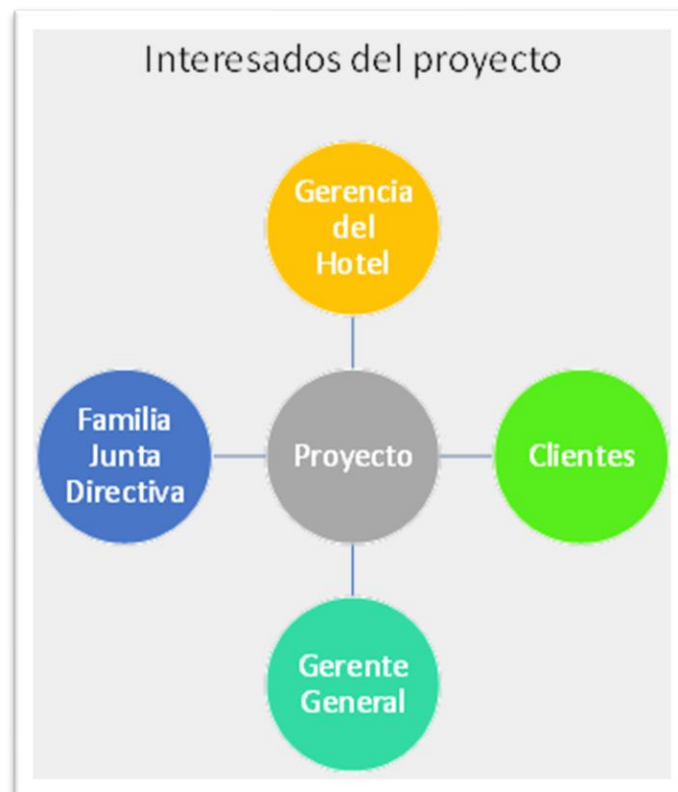 Interesados del proyecto
Gerencia
del
Hotel
Familia
Junta
Directiva
Proyecto
Clientes
Gerente
General